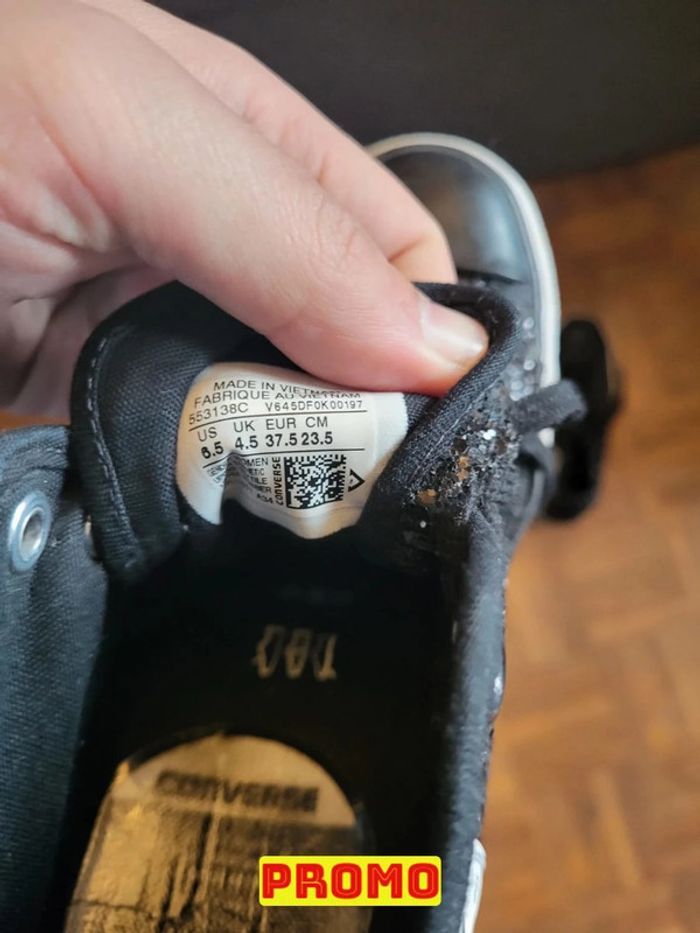 MADE IN VIETNAM
FABRIQUE AU VIETNAM
553138C V645DF0K00197
US UK EUR CM
6.5 4.5 37.5 23.5
CONVERSE
CONVERSE
PROMO